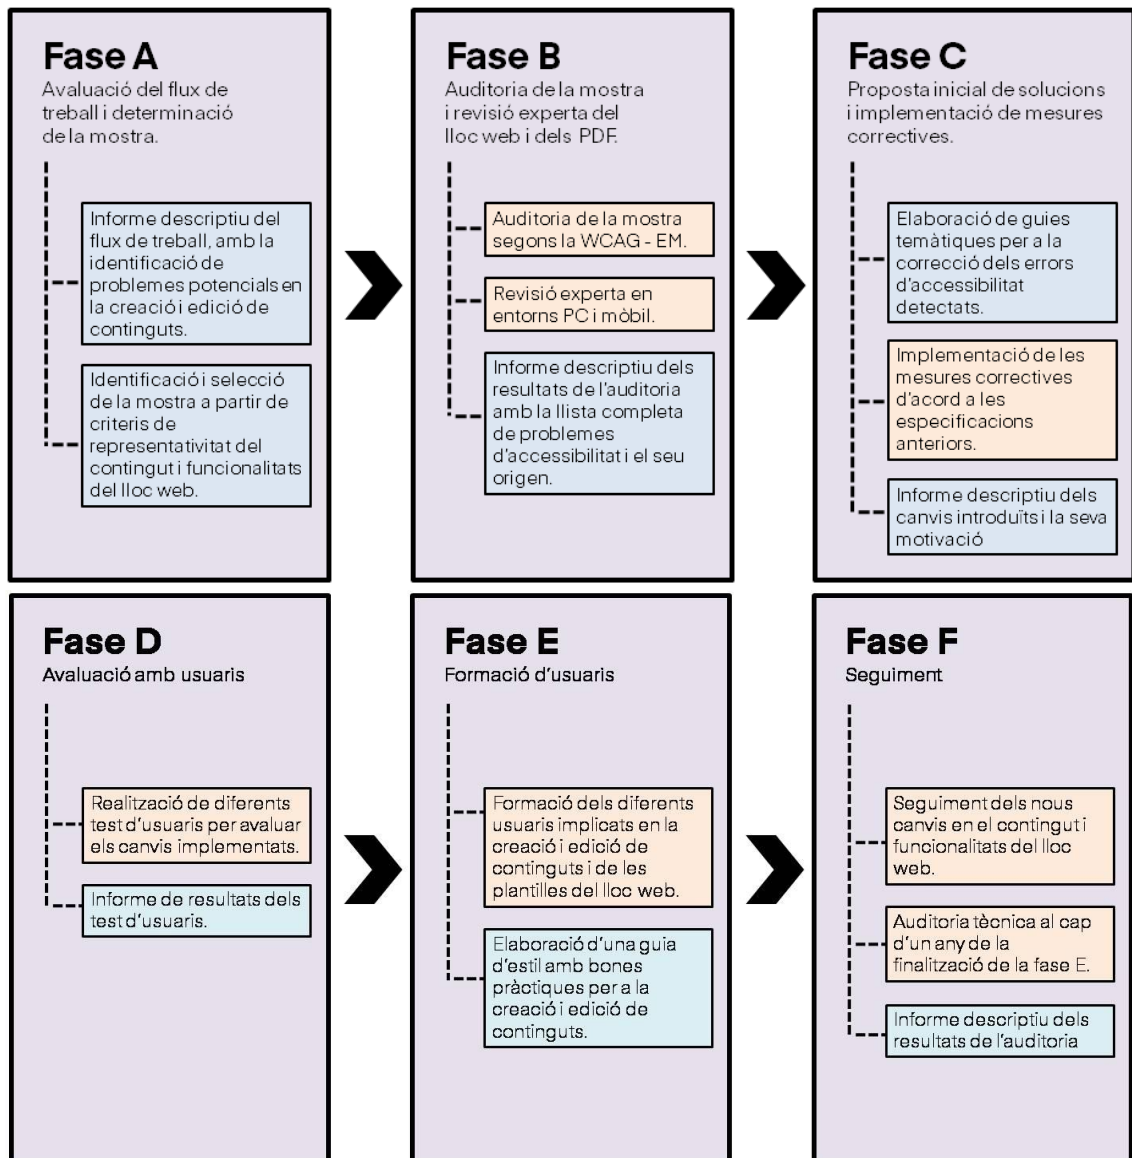 Fase A
Avaluació del flux de
treball i determinació
de la mostra.
Informe descriptiu del
flux de treball, amb la
identificació de
problemes potencials en
la creació i edició de
continguts.
Identificació i selecció
de la mostra a partir de
criteris de
representativitat del
contingut i funcionalitats
del lloc web.
Fase B
Auditoria de la mostra
i revisió experta del
lloc web i dels PDF.
Auditoria de la mostra
segons la WCAG - EM.
Revisió experta en
entorns PC i mòbil.
Informe descriptiu dels
resultats de l'auditoria
amb la llista completa
de problemes
d'accessibilitat i el seu
origen.
Fase C
Proposta inicial de solucions
i implementació de mesures
correctives.
Elaboració de guies
temàtiques per a la
correcció dels errors
d'accessibilitat
detectats.
Implementació de les
mesures correctives
d'acord a les
especificacions
anteriors.
Informe descriptiu dels
canvis introduïts i la seva
motivació
Fase D
Avaluació amb usuaris
Realització de diferents
test d'usuaris per avaluar
els canvis implementats.
Informe de resultats dels
test d'usuaris.
Fase E
Formació d'usuaris
Formació dels diferents
usuaris implicats en la
creació i edició de
continguts i de les
plantilles del lloc web.
Elaboració d'una guia
d'estil amb bones
pràctiques per a la
creació i edició de
continguts.
Fase F
Seguiment
Seguiment dels nous
canvis en el contingut i
funcionalitats del lloc
web.
Auditoria tècnica al cap
d'un any de la
finalització de la fase E.
Informe descriptiu dels
resultats de l'auditoria